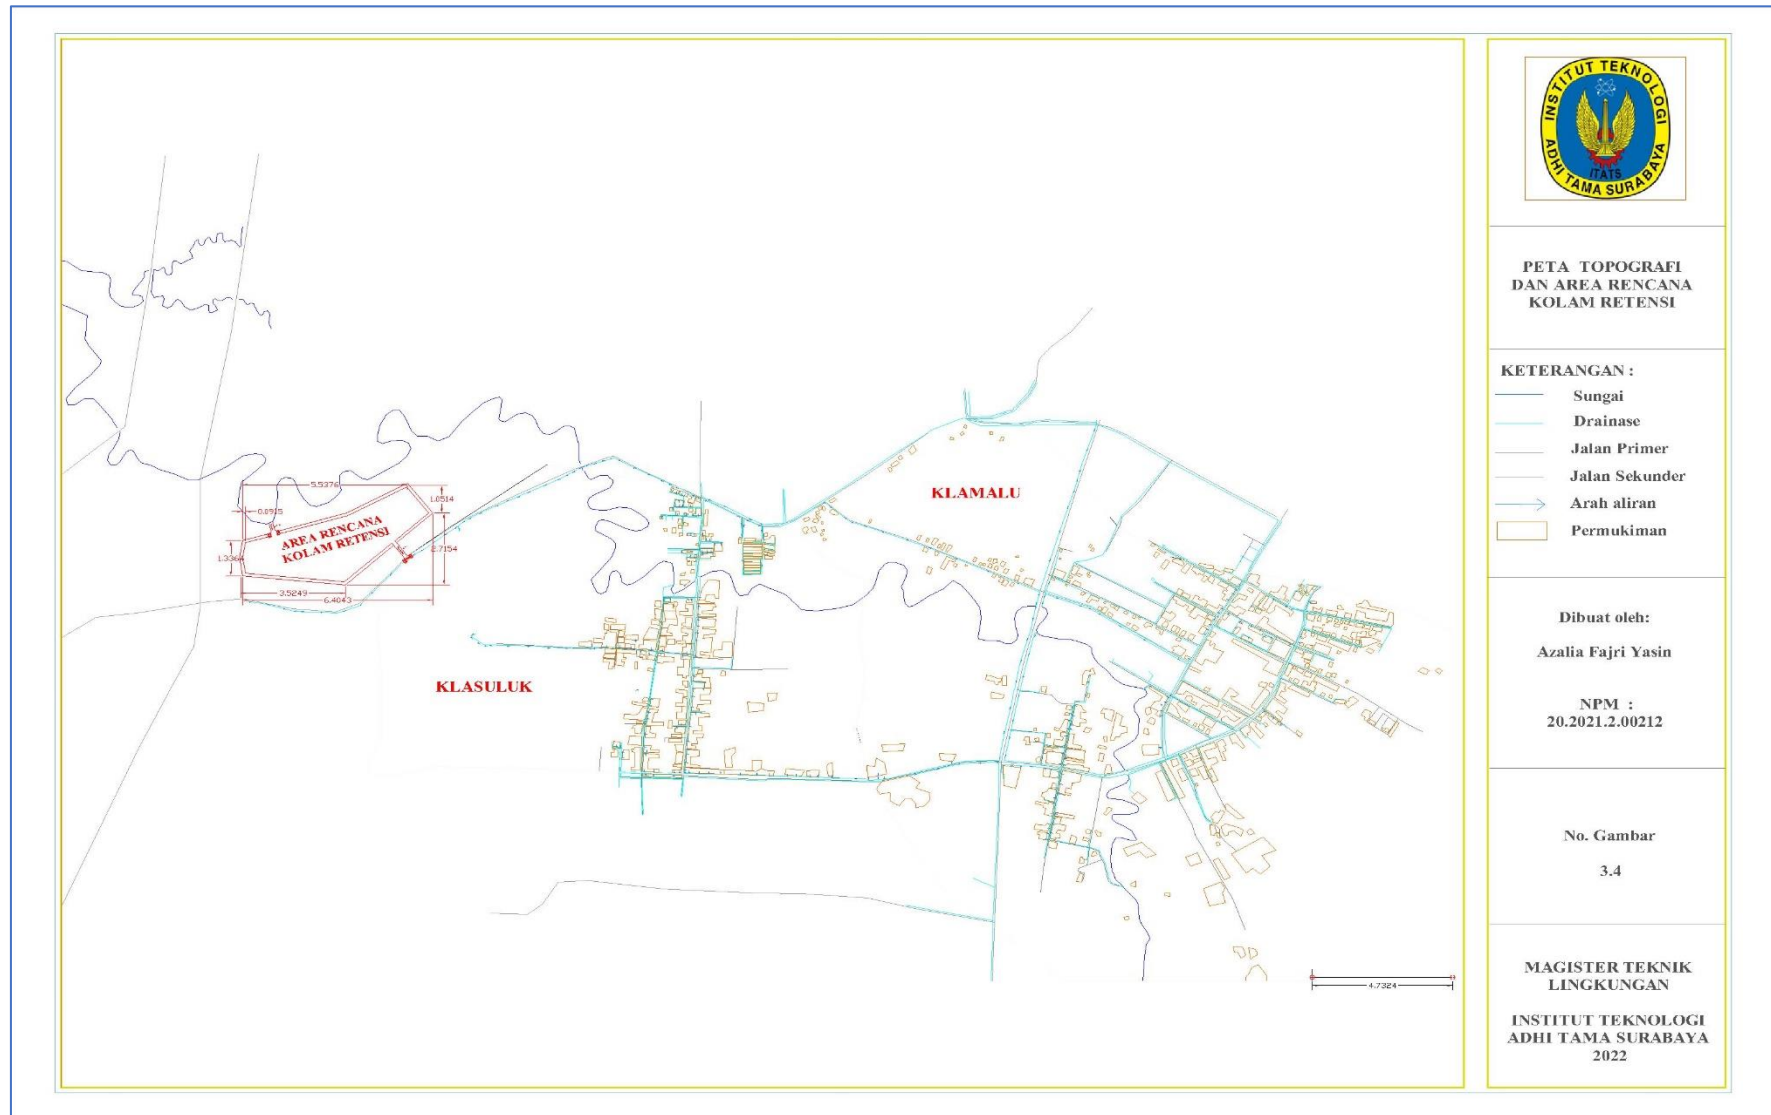 INSTITUT TEKNOLOGI
ADHI TAMA SURABAYA
ITATS
PETA TOPOGRAFI
DAN AREA RENCANA
KOLAM RETENSI
KETERANGAN :
Sungai
Drainase
Jalan Primer
Jalan Sekunder
Arah aliran
Permukiman
Dibuat oleh:
Azalia Fajri Yasin
NPM :
20.2021.2.00212
No. Gambar
3.4
MAGISTER TEKNIK
LINGKUNGAN
INSTITUT TEKNOLOGI
ADHI TAMA SURABAYA
2022
5.5376
1.0514
0.0915
AREA RENCANA
KOLAM RETENSI
2.7154
1.3364
3.5249
6.4043
KLAMALU
KLASULUK
4.7324